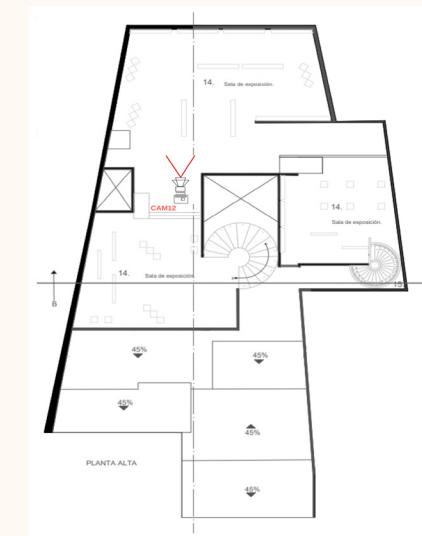 14. Sala de exposición.
CAM12
14.
Sala de exposición.
14. Sala de exposición
15.
B
45%
45%
45%
45%
PLANTA ALTA
45%